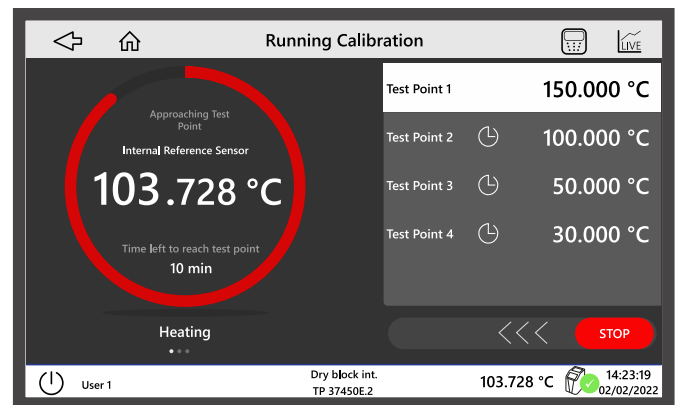 Running Calibration
LIVE
Approaching Test
Point
Internal Reference Sensor
103.728 °C
Time left to reach test point
10 min
Heating
Test Point 1 150.000 °C
Test Point 2 100.000 °C
Test Point 3 50.000 °C
Test Point 4 30.000 °C
STOP
User 1
Dry block int.
TP 37450E.2
103.728 °C
14:23:19
02/02/2022